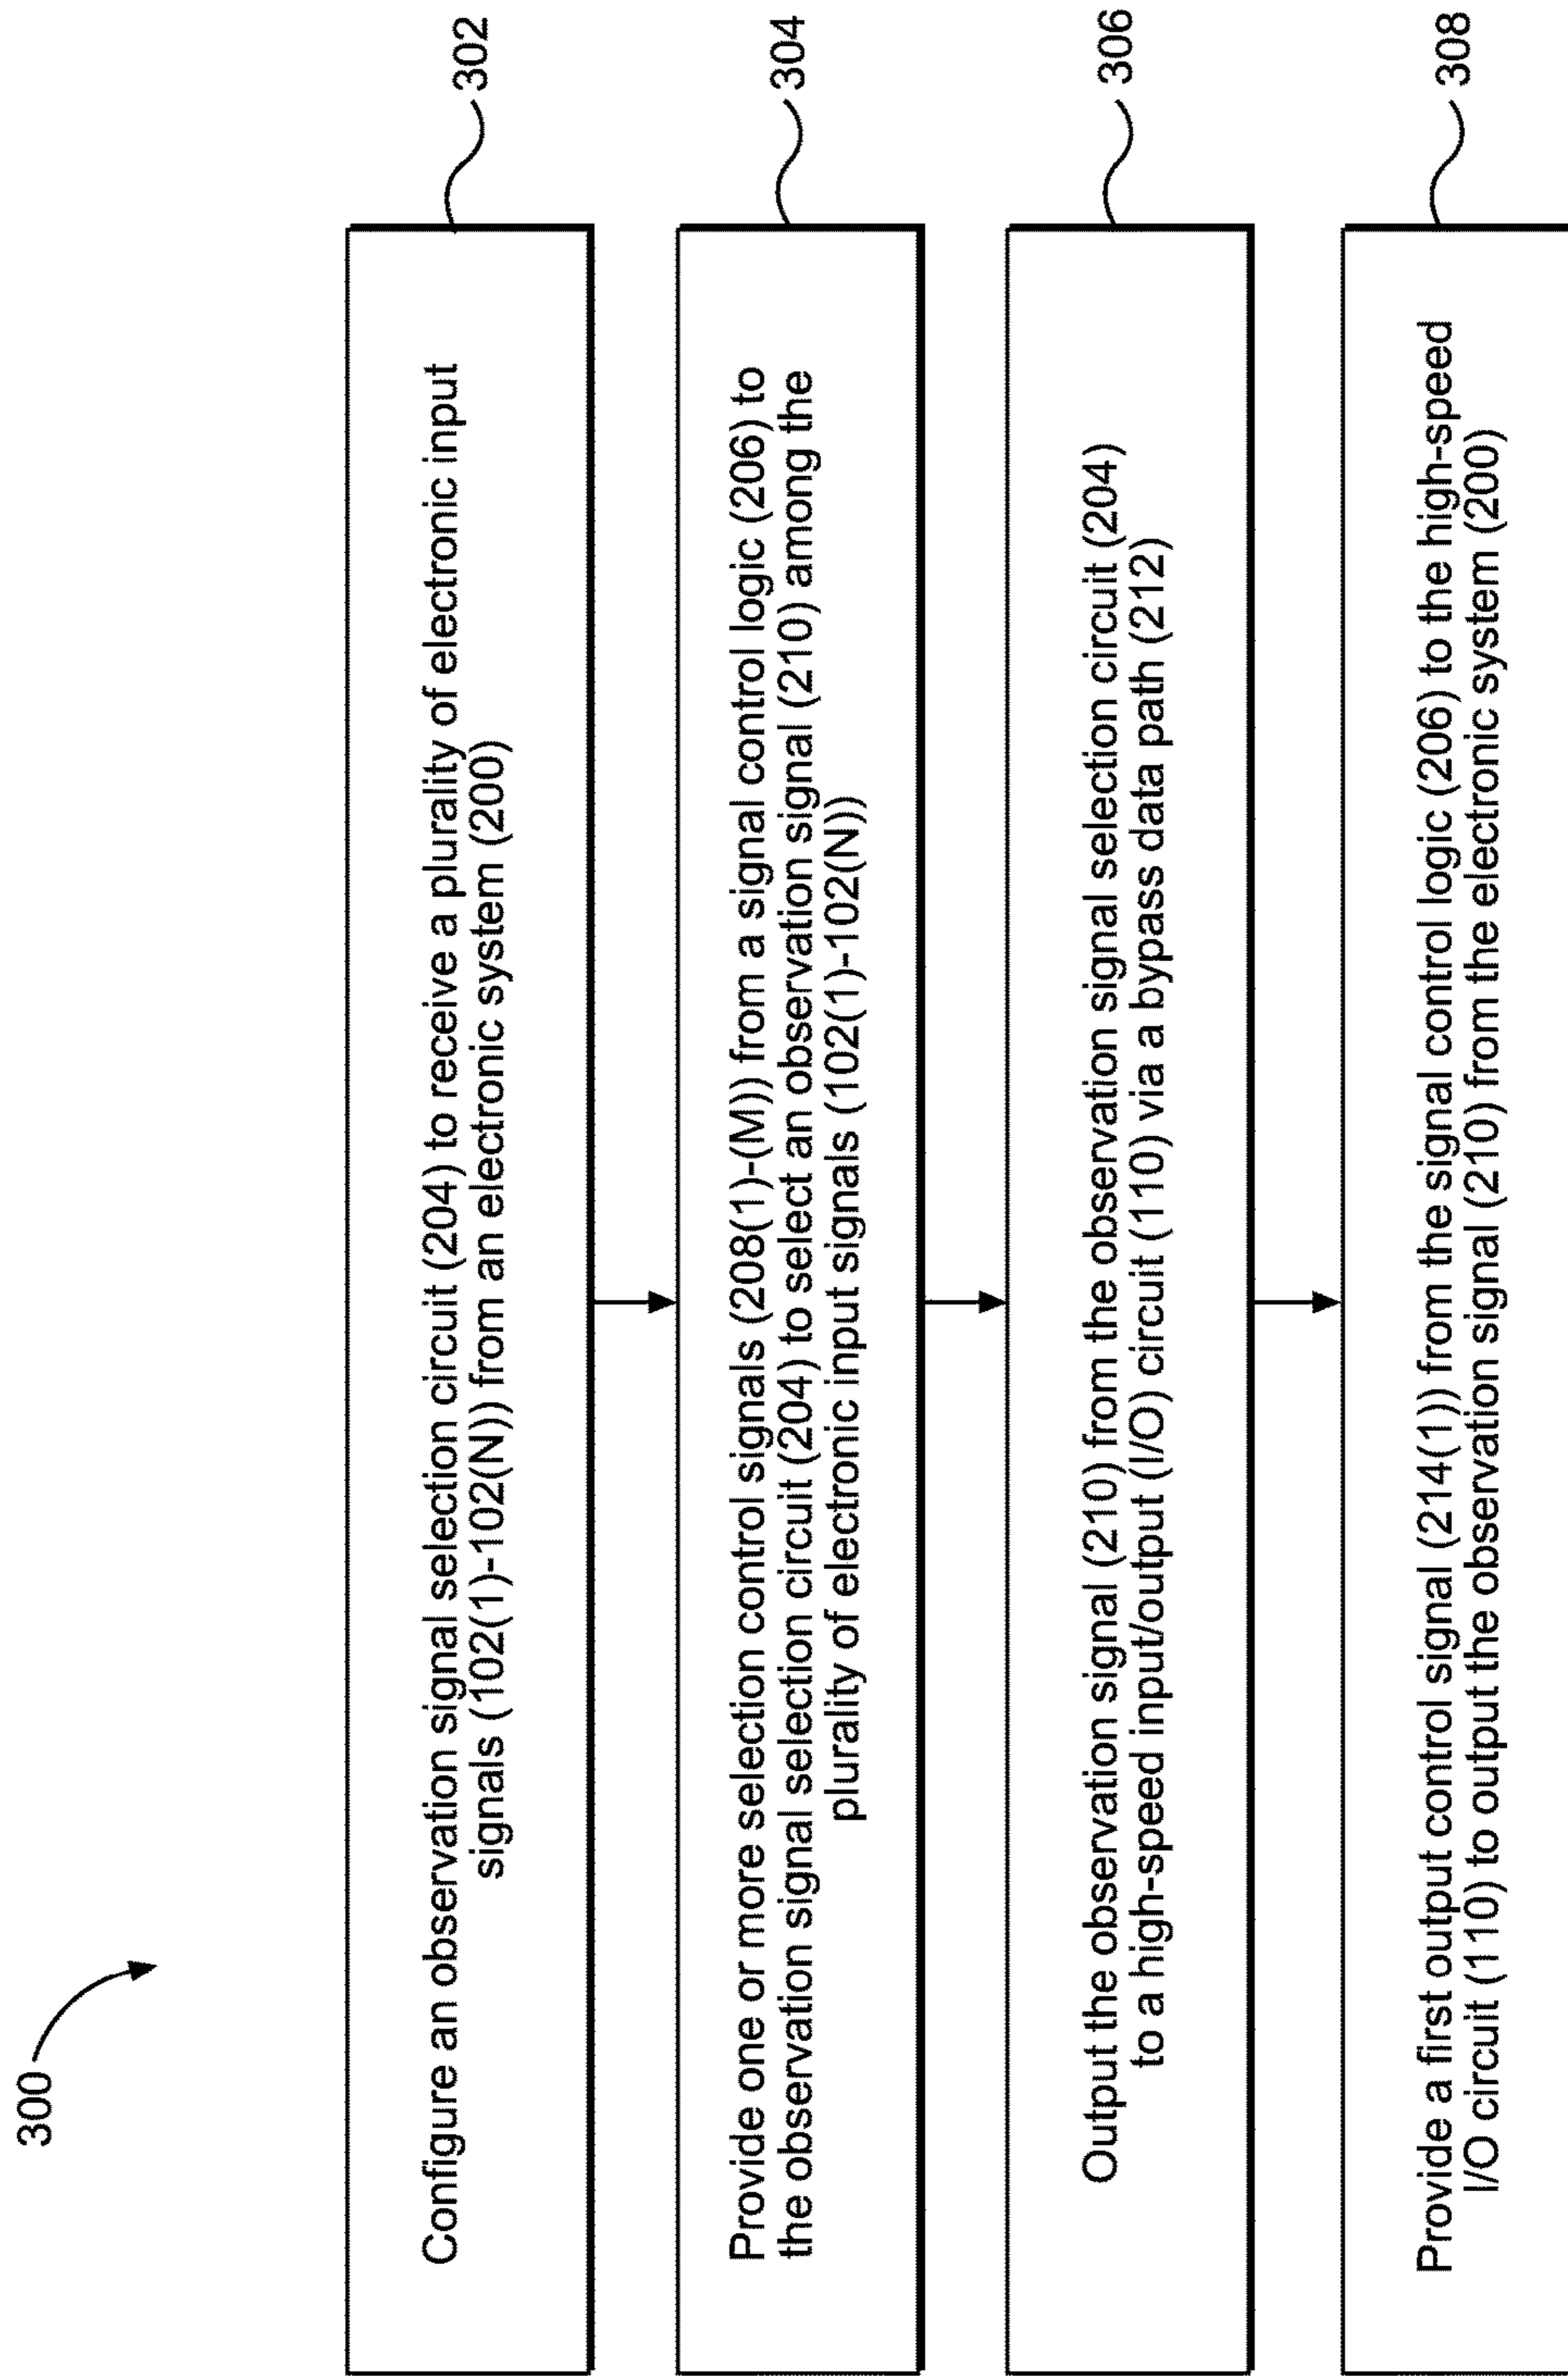 300
Configure an observation signal selection circuit (204) to receive a plurality of electronic input
signals (102(1)-102(N)) from an electronic system (200)
302
Provide one or more selection control signals (208(1)-(M)) from a signal control logic (206) to
the observation signal selection circuit (204) to select an observation signal (210) among the
plurality of electronic input signals (102(1)-102(N))
304
Output the observation signal (210) from the observation signal selection circuit (204)
to a high-speed input/output (I/O) circuit (110) via a bypass data path (212)
306
Provide a first output control signal (214(1)) from the signal control logic (206) to the high-speed
I/O circuit (110) to output the observation signal (210) from the electronic system (200)
308